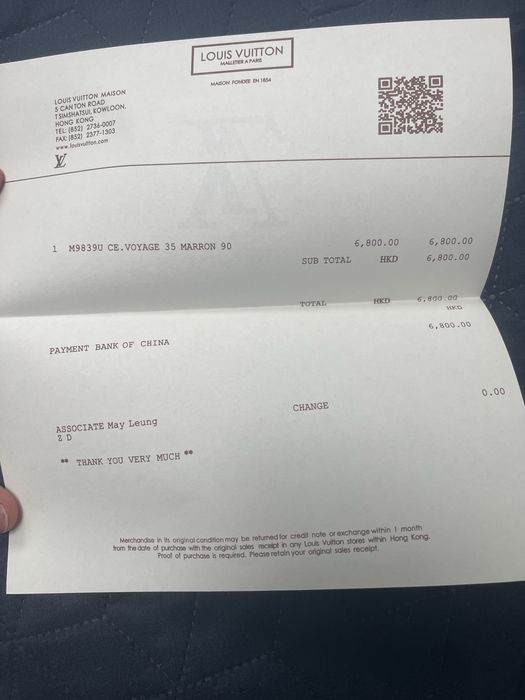 LOUIS VUITTON
MALLETIER A PARIS
MAISON FONDEE EN 1854
LOUIS VUITTON MAISON
5 CANTON ROAD
TSIMSHATSUI, KOWLOON,
HONG KONG
TEL: (852) 2736-0007
FAX: (852) 2377-1303
www.louisvuitton.com
LV
1 M9839U CE.VOYAGE 35 MARRON 90 6,800.00 6,800.00
SUB TOTAL HKD 6,800.00
TOTAL HKD 6,800.00
HKD
6,800.00
PAYMENT BANK OF CHINA
CHANGE 0.00
ASSOCIATE May Leung
Z D
** THANK YOU VERY MUCH **
Merchandise in its original condition may be returned for credit note or exchange within 1 month
from the date of purchase with the original sales receipt in any Louis Vuitton stores within Hong Kong.
Proof of purchase is required. Please retain your original sales receipt.